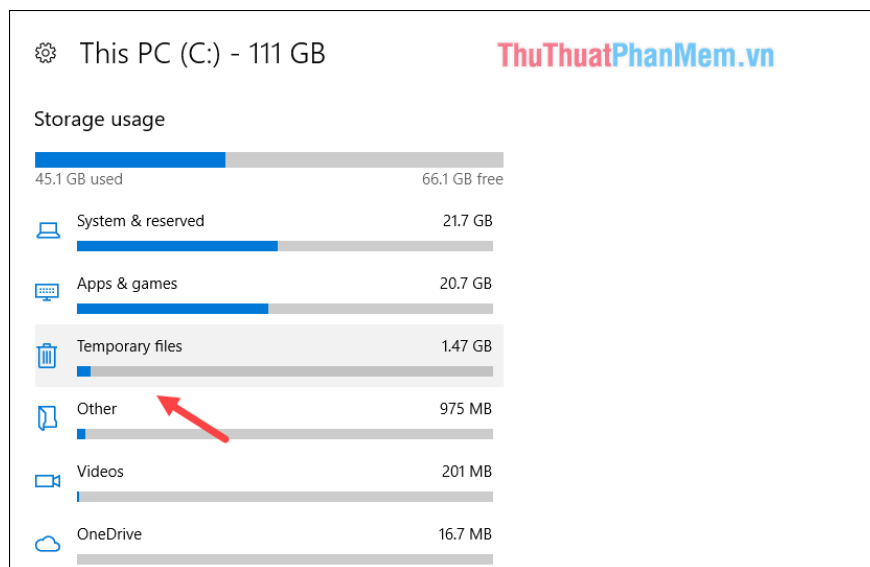 This PC (C:) - 111 GB
ThuThuatPhanMem.vn
Storage usage
45.1 GB used 66.1 GB free
System & reserved 21.7 GB
Apps & games 20.7 GB
Temporary files 1.47 GB
Other 975 MB
Videos 201 MB
OneDrive 16.7 MB